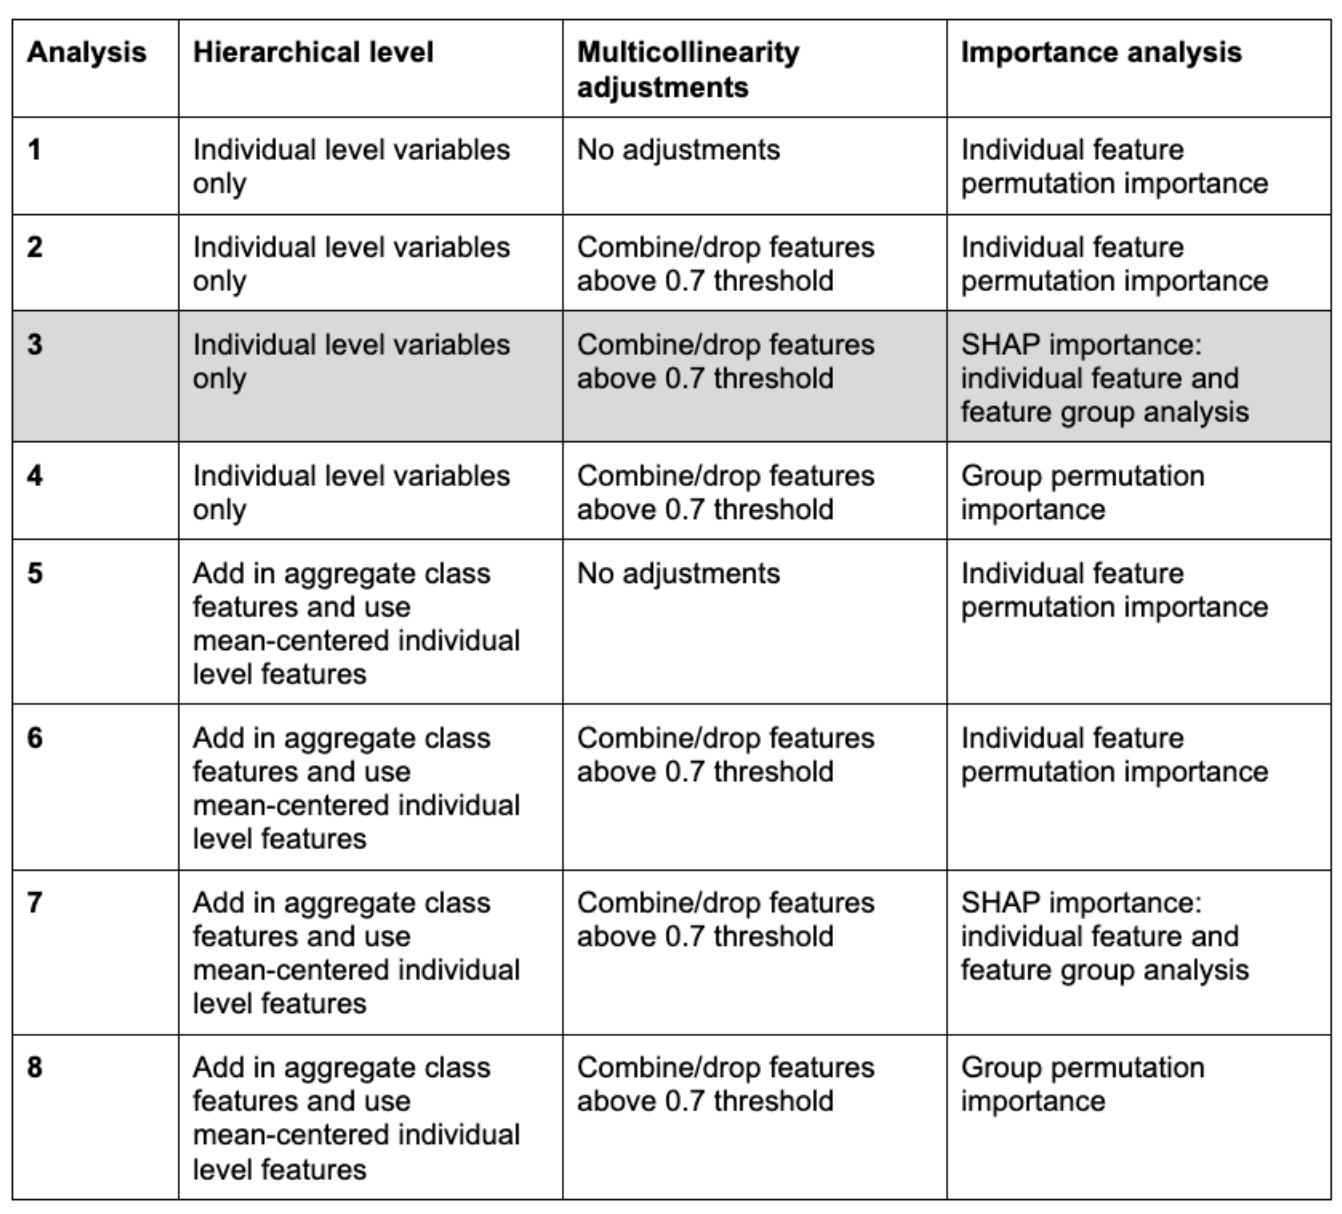 Analysis Hierarchical level Multicollinearity adjustments Importance analysis
1 Individual level variables only No adjustments Individual feature permutation importance
2 Individual level variables only Combine/drop features above 0.7 threshold Individual feature permutation importance
3 Individual level variables only Combine/drop features above 0.7 threshold SHAP importance: individual feature and feature group analysis
4 Individual level variables only Combine/drop features above 0.7 threshold Group permutation importance
5 Add in aggregate class features and use mean-centered individual level features No adjustments Individual feature permutation importance
6 Add in aggregate class features and use mean-centered individual level features Combine/drop features above 0.7 threshold Individual feature permutation importance
7 Add in aggregate class features and use mean-centered individual level features Combine/drop features above 0.7 threshold SHAP importance: individual feature and feature group analysis
8 Add in aggregate class features and use mean-centered individual level features Combine/drop features above 0.7 threshold Group permutation importance